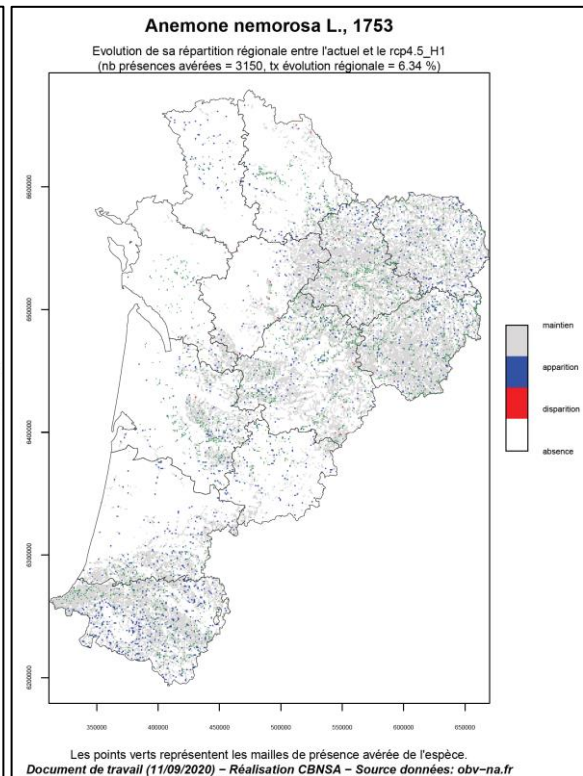 Anemone nemorosa L., 1753
Evolution de sa répartition régionale entre l'actuel et le rcp4.5_H1
(nb présences avérées = 3150, tx évolution régionale = 6.34 %)
6600000
6500000
6400000
6300000
6200000
maintien
apparition
disparition
absence
350000 400000 450000 500000 550000 600000 650000
Les points verts représentent les mailles de présence avérée de l'espèce.
Document de travail (11/09/2020) − Réalisation CBNSA − Source données: obv−na.fr